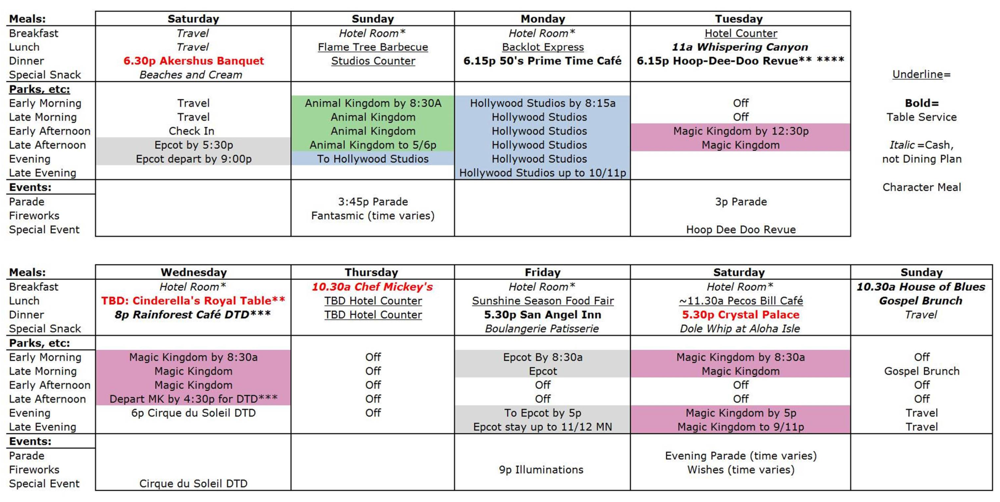 Meals: Saturday Sunday Monday Tuesday
Breakfast Travel Hotel Room* Hotel Room* Hotel Counter
Lunch Travel Flame Tree Barbecue Backlot Express 11a Whispering Canyon
Dinner 6.30p Akershus Banquet Studios Counter 6.15p 50's Prime Time Café 6.15p Hoop-Dee-Doo Revue** ****
Special Snack Beaches and Cream Underline=
Parks, etc:
Early Morning Travel Animal Kingdom by 8:30A Hollywood Studios by 8:15a Off Bold=
Late Morning Travel Animal Kingdom Hollywood Studios Off Table Service
Early Afternoon Check In Animal Kingdom Hollywood Studios Magic Kingdom by 12:30p
Late Afternoon Epcot by 5:30p Animal Kingdom to 5/6p Hollywood Studios Magic Kingdom Italic =Cash,
Evening Epcot depart by 9:00p To Hollywood Studios Hollywood Studios not Dining Plan
Late Evening Hollywood Studios up to 10/11p
Events: Character Meal
Parade 3:45p Parade 3p Parade
Fireworks Fantasmic (time varies)
Special Event Hoop Dee Doo Revue
Meals: Wednesday Thursday Friday Saturday Sunday
Breakfast Hotel Room* 10.30a Chef Mickey's Hotel Room* Hotel Room* 10.30a House of Blues
Lunch TBD: Cinderella's Royal Table** TBD Hotel Counter Sunshine Season Food Fair ~11.30a Pecos Bill Café Gospel Brunch
Dinner 8p Rainforest Café DTD*** TBD Hotel Counter 5.30p San Angel Inn 5.30p Crystal Palace Travel
Special Snack Boulangerie Patisserie Dole Whip at Aloha Isle
Parks, etc:
Early Morning Magic Kingdom by 8:30a Off Epcot By 8:30a Magic Kingdom by 8:30a Off
Late Morning Magic Kingdom Off Epcot Magic Kingdom Gospel Brunch
Early Afternoon Magic Kingdom Off Off Off Off
Late Afternoon Depart MK by 4:30p for DTD*** Off Off Off Off
Evening 6p Cirque du Soleil DTD Off To Epcot by 5p Magic Kingdom by 5p Travel
Late Evening Epcot stay up to 11/12 MN Magic Kingdom to 9/11p Travel
Events:
Parade Evening Parade (time varies)
Fireworks 9p Illuminations Wishes (time varies)
Special Event Cirque du Soleil DTD